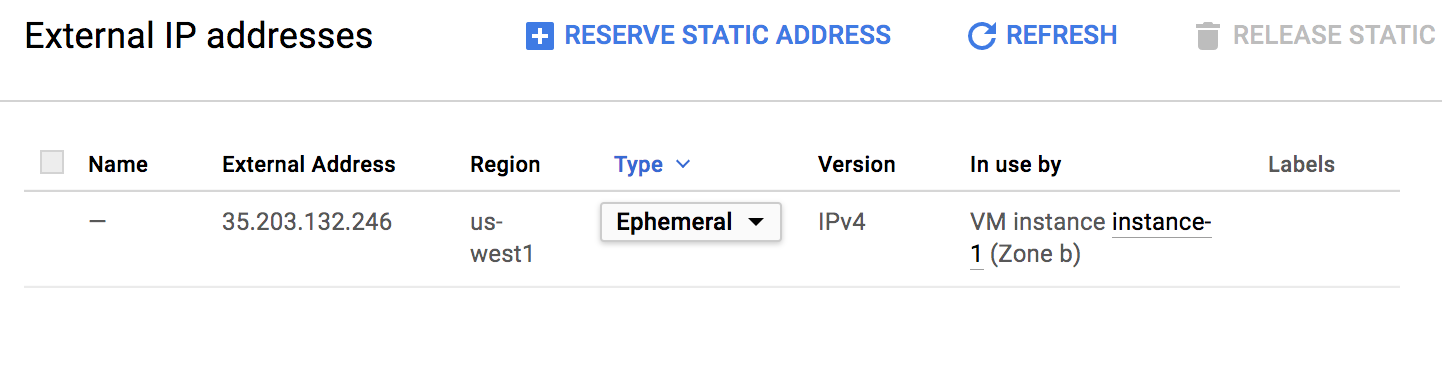 External IP addresses RESERVE STATIC ADDRESS REFRESH RELEASE STATIC
Name External Address Region Type Version In use by Labels
— 35.203.132.246 us- Ephemeral IPv4 VM instance instance-
west1 1 (Zone b)